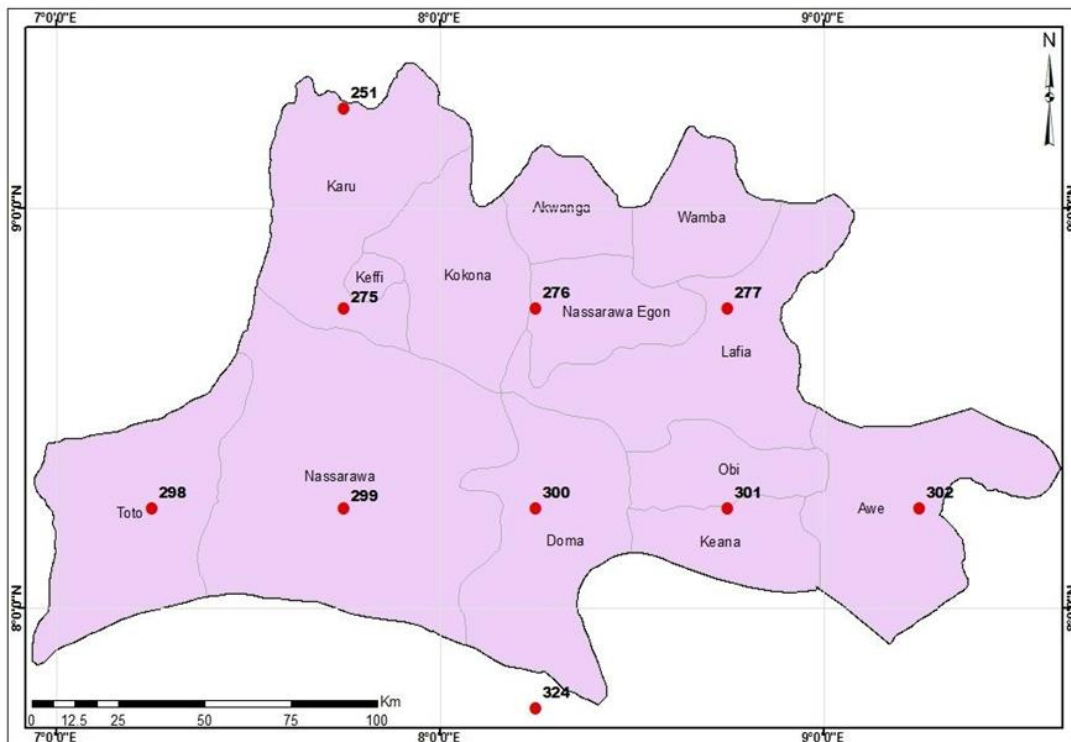 7°0'0"E 8°0'0"E 9°0'0"E
N
251
Karu
9°0'0"N
9°0'0"N
Akwanga
Wamba
Keffi
Kokona
275
276
277
Nassarawa Egon
Lafia
Nassarawa
Obi
298
299
300
301
302
Toto
Awe
Doma
Keana
8°0'0"N
8°0'0"N
324
Km
0 12.5 25 50 75 100
7°0'0"E 8°0'0"E 9°0'0"E